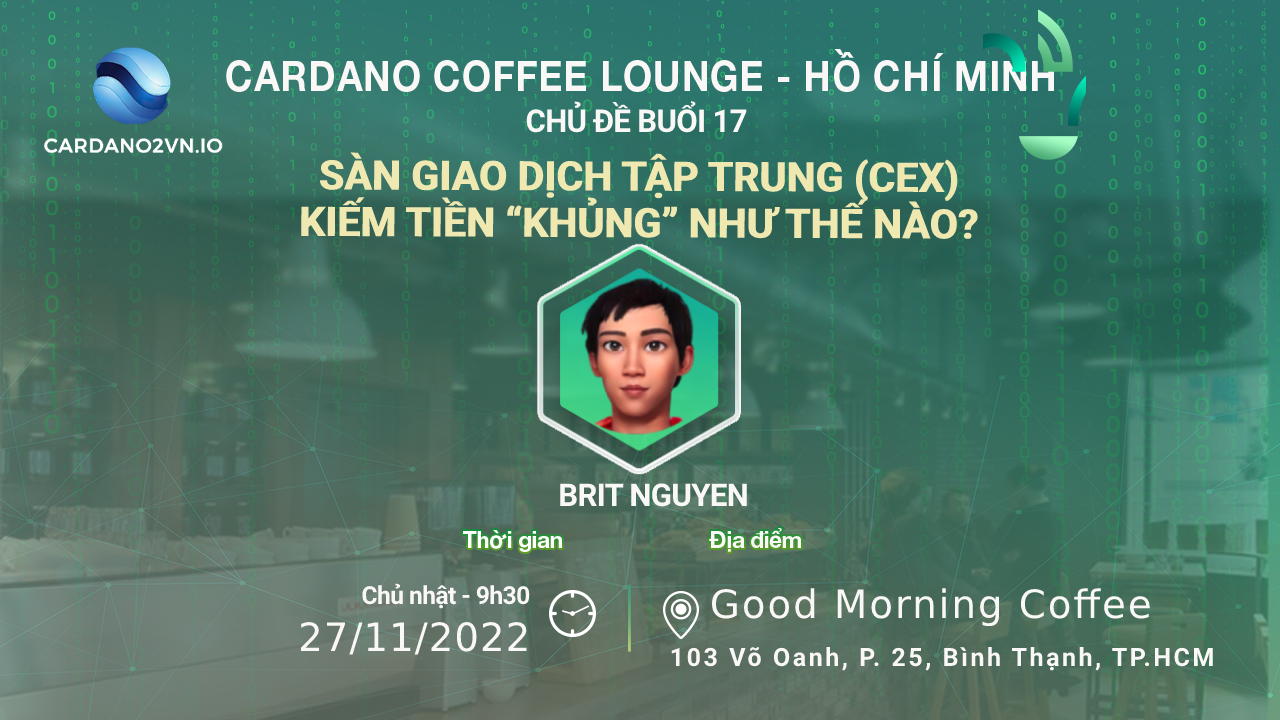 CARDANO2VN.IO
CARDANO COFFEE LOUNGE - HỒ CHÍ MINH
CHỦ ĐỀ BUỔI 17
SÀN GIAO DỊCH TẬP TRUNG (CEX)
KIẾM TIỀN “KHỦNG” NHƯ THẾ NÀO?
BRIT NGUYEN
Thời gian
Chủ nhật - 9h30
27/11/2022
Địa điểm
Good Morning Coffee
103 Võ Oanh, P. 25, Bình Thạnh, TP.HCM